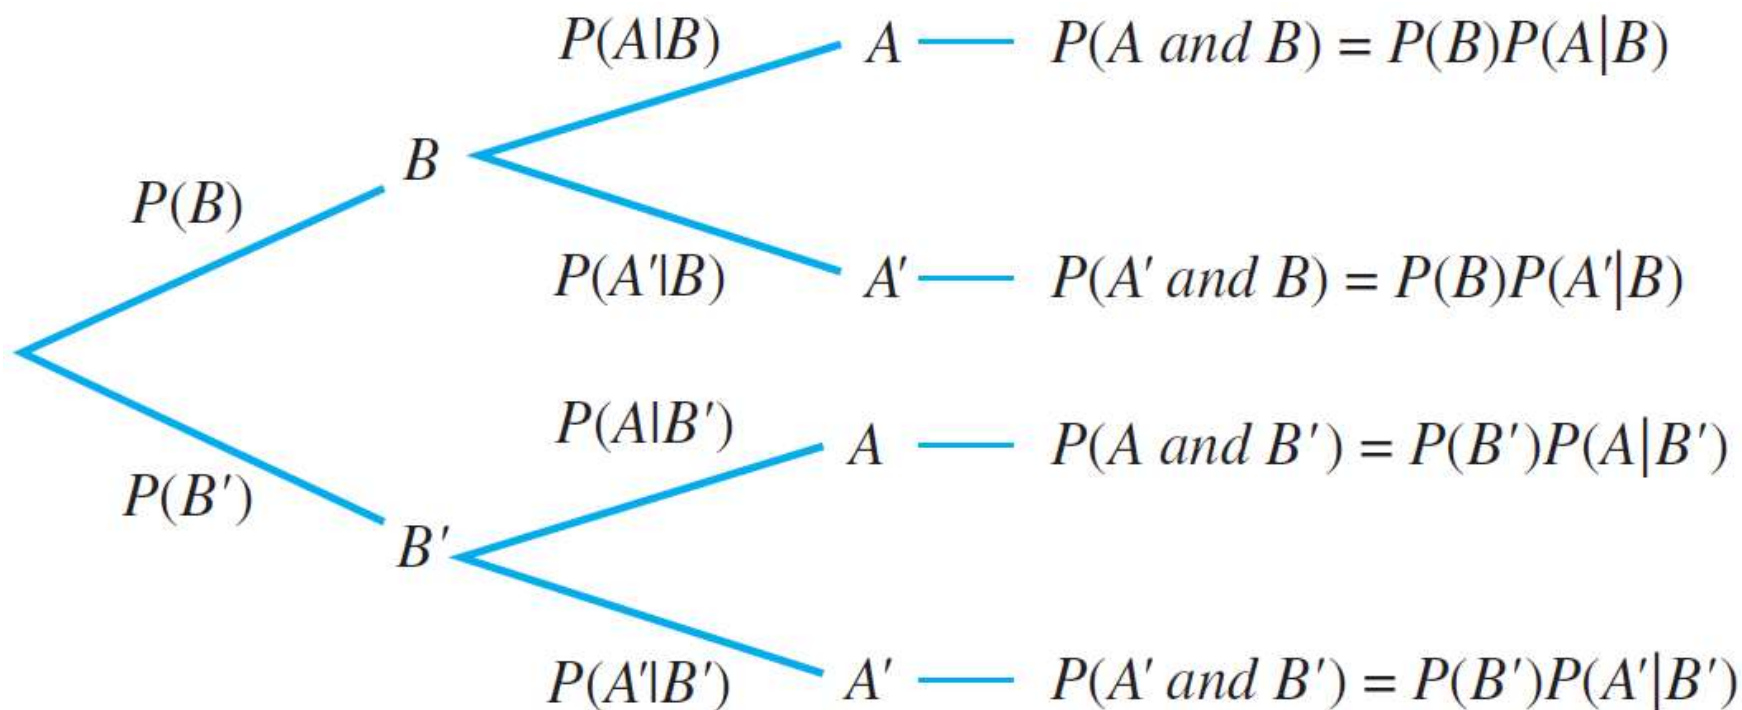 P(A|B) A P(A and B) = P(B)P(A|B)
B
P(B)
P(A'|B) A' P(A' and B) = P(B)P(A'|B)
P(A|B') A P(A and B') = P(B')P(A|B')
P(B')
B'
P(A'|B') A' P(A' and B') = P(B')P(A'|B')